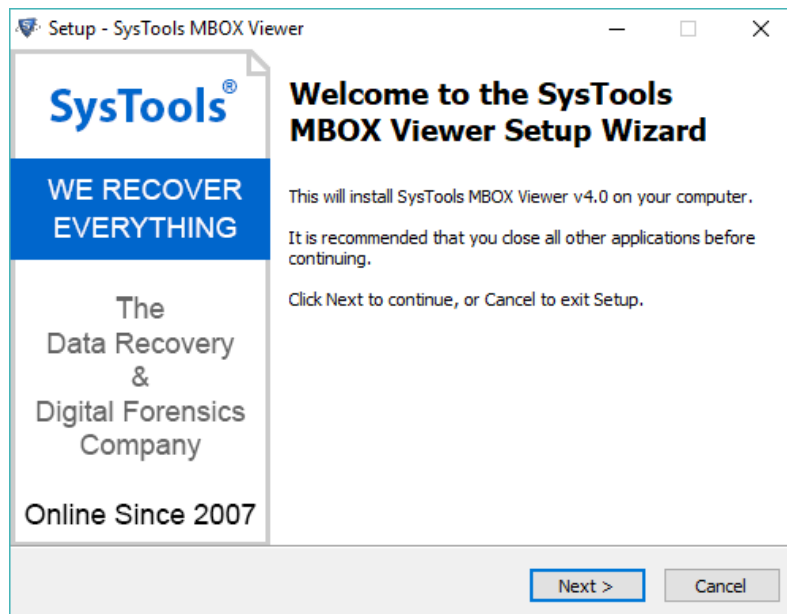 Setup - SysTools MBOX Viewer
SysTools®
WE RECOVER
EVERYTHING
The
Data Recovery
&
Digital Forensics
Company
Online Since 2007
Welcome to the SysTools
MBOX Viewer Setup Wizard
This will install SysTools MBOX Viewer v4.0 on your computer.
It is recommended that you close all other applications before
continuing.
Click Next to continue, or Cancel to exit Setup.
Next >
Cancel